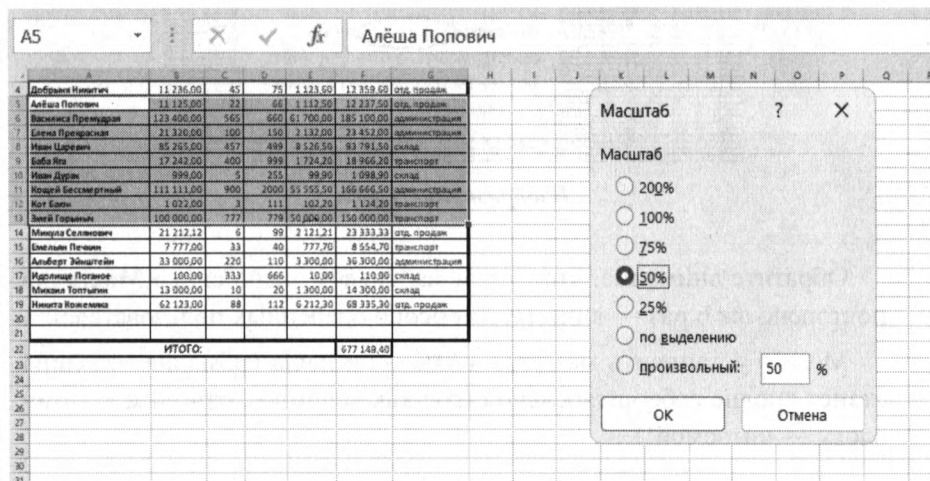 A5 fx Алёша Попович
A B C D E F G H I J K L M N O P Q
4 Добрыня Никитич 11 236,00 45 75 1 123,60 12 359,60 отд. продаж
5 Алёша Попович 11 125,00 22 66 1 112,50 12 237,50 отд. продаж
6 Василиса Премудрая 123 400,00 565 660 61 700,00 185 100,00 администрация
7 Елена Прекрасная 21 320,00 100 150 2 132,00 23 452,00 администрация
8 Иван Царевич 85 265,00 457 499 8 526,50 93 791,50 склад
9 Баба Яга 17 242,00 400 999 1 724,20 18 966,20 транспорт
10 Иван Дурак 999,00 5 255 99,90 1 098,90 склад
11 Кощей Бессмертный 111 111,00 900 2000 55 555,50 166 666,50 администрация
12 Кот Баюн 1 022,00 3 111 102,20 1 124,20 транспорт
13 Змей Горыныч 100 000,00 777 779 50 000,00 150 000,00 транспорт
14 Микула Селянович 21 212,12 6 99 2 121,21 23 333,33 отд. продаж
15 Емельян Печкин 7 777,00 33 40 777,70 8 554,70 транспорт
16 Альберт Эйнштейн 33 000,00 220 110 3 300,00 36 300,00 администрация
17 Идолище Поганое 100,00 333 666 10,00 110,00 склад
18 Михаил Топтыгин 13 000,00 10 20 1 300,00 14 300,00 склад
19 Никита Кожемяка 62 123,00 88 112 6 212,30 68 335,30 отд. продаж
20
21
22 ИТОГО: 677 149,40
23
24
25
26
27
28
29
30
31
Масштаб ?
Масштаб
200%
100%
75%
50%
25%
по выделению
произвольный: 50 %
ОК Отмена